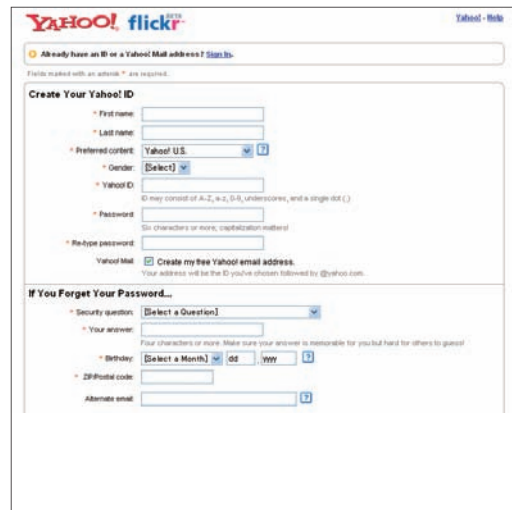 YAHOO! flickr BETA
Yahoo! - Help
Already have an ID or a Yahoo! Mail address? Sign In.
Fields marked with an asterisk * are required.
Create Your Yahoo! ID
* First name:
* Last name:
* Preferred content: Yahoo! U.S. ?
* Gender: [Select]
* Yahoo! ID:
ID may consist of A-Z, a-z, 0-9, underscores, and a single dot (.)
* Password:
Six characters or more; capitalization matters!
* Re-type password:
Yahoo! Mail: Create my free Yahoo! email address.
Your address will be the ID you've chosen followed by @yahoo.com.
If You Forget Your Password...
* Security question: [Select a Question]
* Your answer:
Four characters or more. Make sure your answer is memorable for you but hard for others to guess!
* Birthday: [Select a Month] dd , yyyy ?
* ZIP/Postal code:
Alternate email: ?